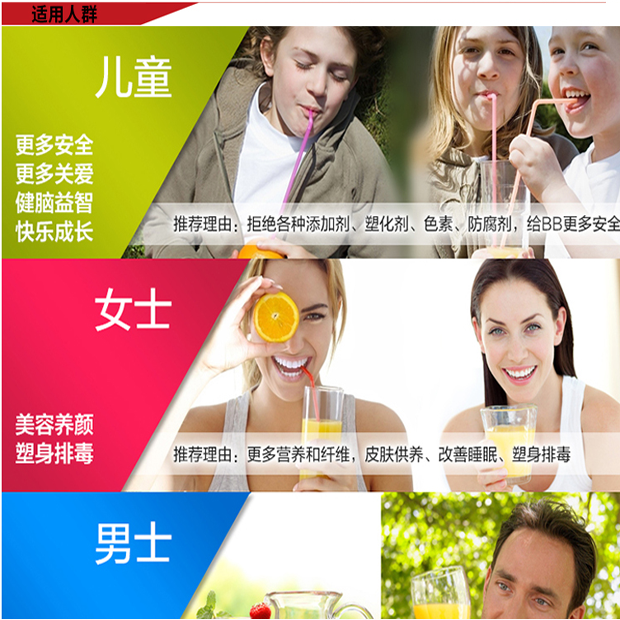 适用人群
儿童
更多安全
更多关爱
健脑益智
快乐成长
推荐理由：拒绝各种添加剂、塑化剂、色素、防腐剂，给BB更多安全
女士
美容养颜
塑身排毒
推荐理由：更多营养和纤维，皮肤供养、改善睡眠、塑身排毒
男士